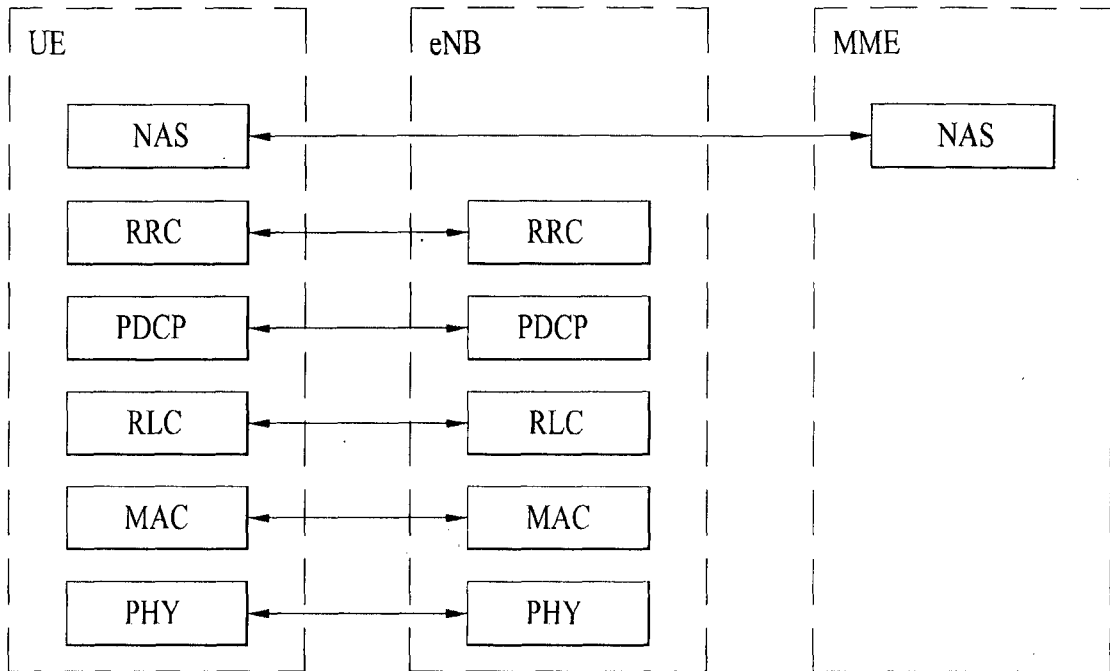 UE eNB MME
NAS NAS
RRC RRC
PDCP PDCP
RLC RLC
MAC MAC
PHY PHY